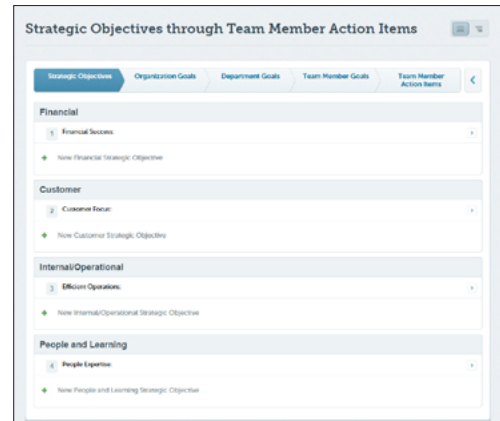 Strategic Objectives through Team Member Action Items
Strategic Objectives
Organization Goals
Department Goals
Team Member Goals
Team Member
Action Items
Financial
1 Financial Success:
New Financial Strategic Objective
Customer
2 Customer Focus:
New Customer Strategic Objective
Internal/Operational
3 Efficient Operations:
New Internal/Operational Strategic Objective
People and Learning
4 People Expertise:
New People and Learning Strategic Objective